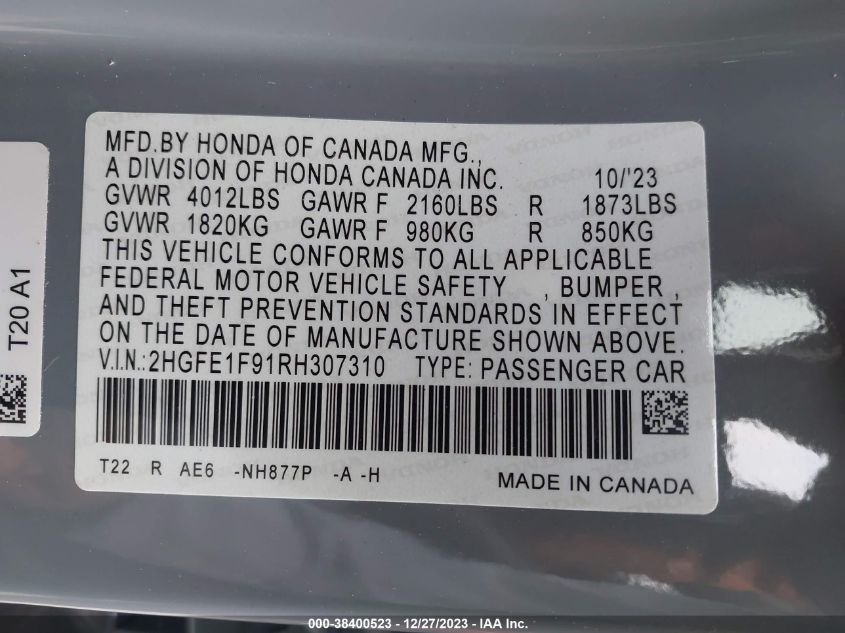 MFD.BY HONDA OF CANADA MFG.,
A DIVISION OF HONDA CANADA INC. 10/'23
GVWR 4012LBS GAWR F 2160LBS R 1873LBS
GVWR 1820KG GAWR F 980KG R 850KG
THIS VEHICLE CONFORMS TO ALL APPLICABLE
FEDERAL MOTOR VEHICLE SAFETY , BUMPER ,
AND THEFT PREVENTION STANDARDS IN EFFECT
ON THE DATE OF MANUFACTURE SHOWN ABOVE.
V.I.N.:2HGFE1F91RH307310 TYPE: PASSENGER CAR
T22 R AE6 -NH877P -A -H
MADE IN CANADA
T20 A1
000-38400523 - 12/27/2023 - IAA Inc.